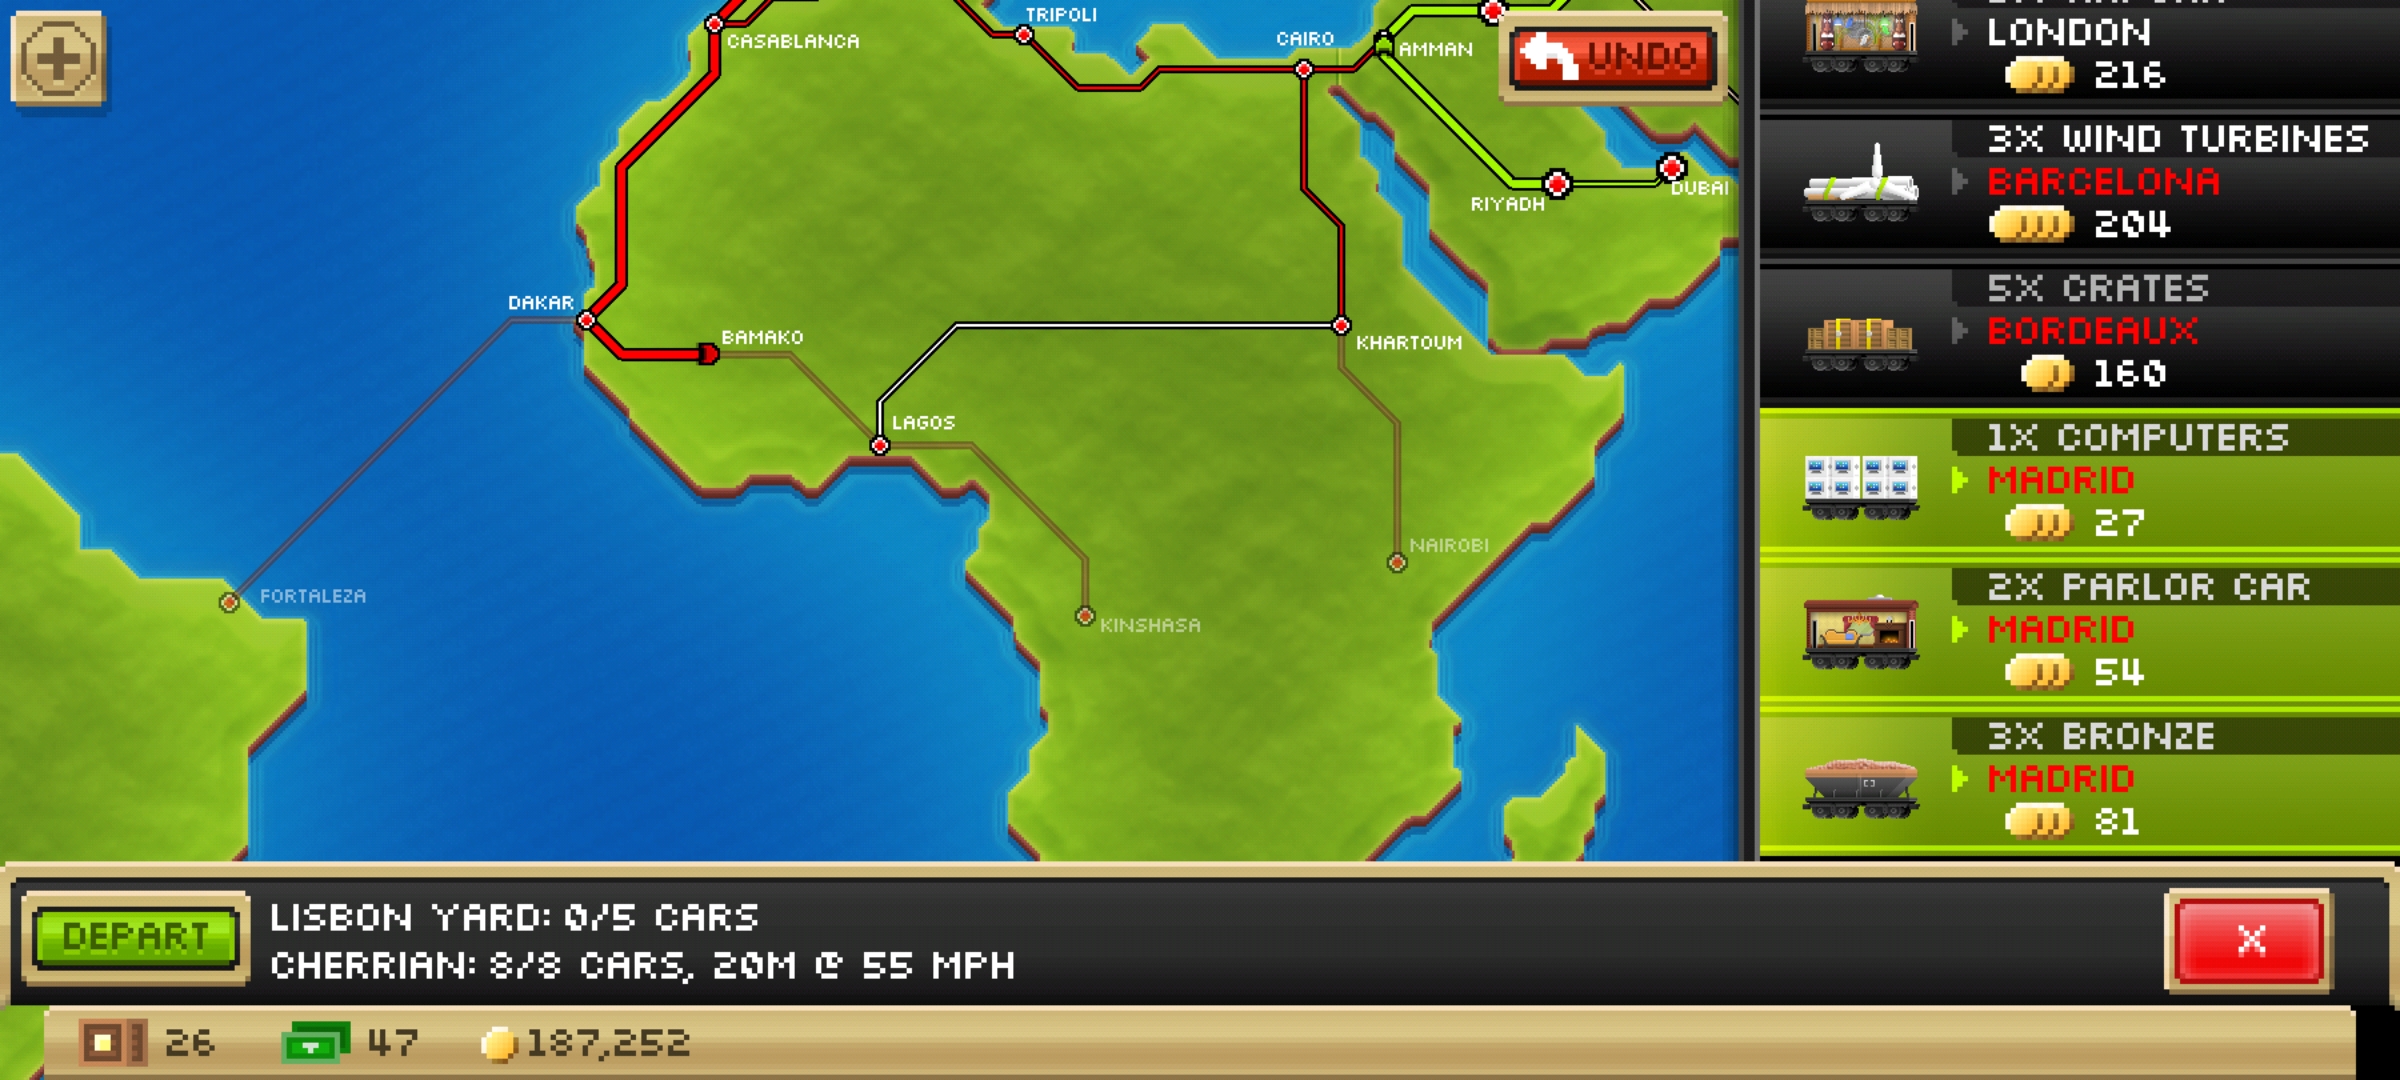 TRIPOLI
CASABLANCA
CAIRO
AMMAN
UNDO
RIYADH
DUBAI
DAKAR
BAMAKO
KHARTOUM
LAGOS
NAIROBI
FORTALEZA
KINSHASA
LONDON
216
3X WIND TURBINES
BARCELONA
204
5X CRATES
BORDEAUX
160
1X COMPUTERS
MADRID
27
2X PARLOR CAR
MADRID
54
3X BRONZE
MADRID
81
DEPART
LISBON YARD: 0/5 CARS
CHERRIAN: 8/8 CARS, 20M @ 55 MPH
X
26
47
187,252